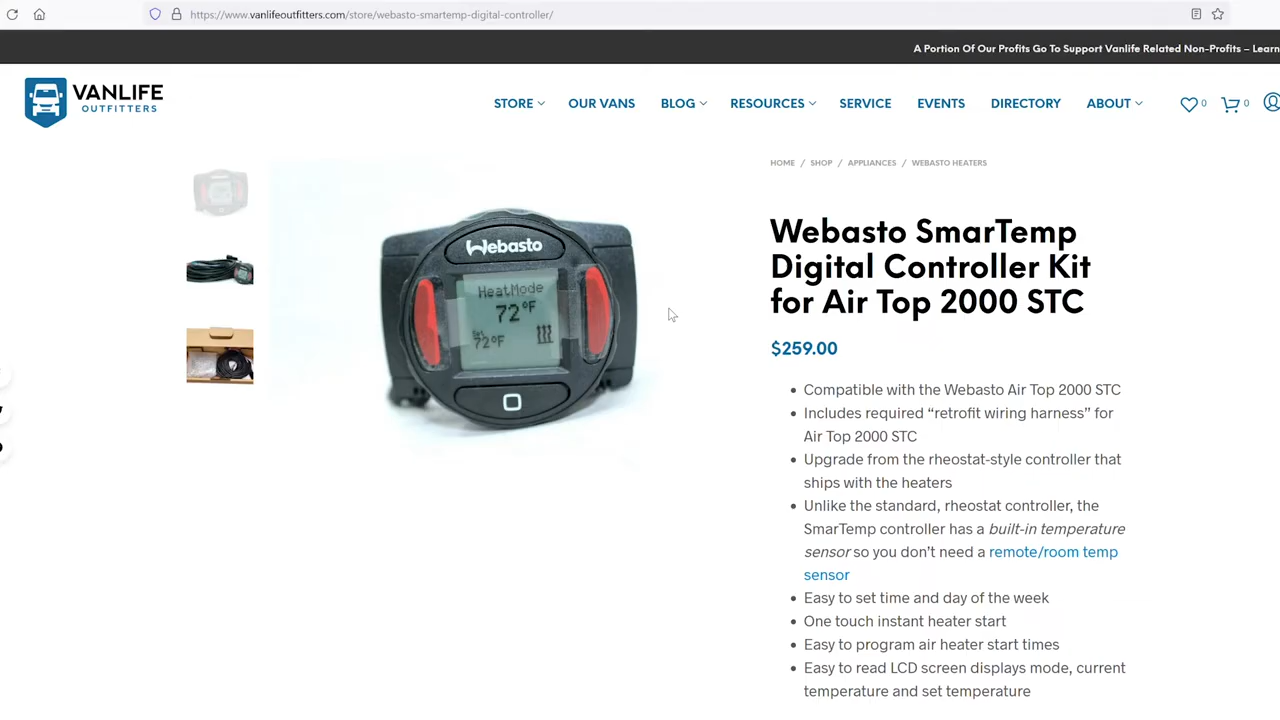 https://www.vanlifeoutfitters.com/store/webasto-smartemp-digital-controller/
A Portion Of Our Profits Go To Support Vanlife Related Non-Profits – Learn
VANLIFE
OUTFITTERS
STORE
OUR VANS
BLOG
RESOURCES
SERVICE
EVENTS
DIRECTORY
ABOUT
0
0
HOME / SHOP / APPLIANCES / WEBASTO HEATERS
Webasto SmarTemp
Digital Controller Kit
for Air Top 2000 STC
$259.00
Compatible with the Webasto Air Top 2000 STC
Includes required “retrofit wiring harness” for
Air Top 2000 STC
Upgrade from the rheostat-style controller that
ships with the heaters
Unlike the standard, rheostat controller, the
SmarTemp controller has a built-in temperature
sensor so you don’t need a remote/room temp
sensor
Easy to set time and day of the week
One touch instant heater start
Easy to program air heater start times
Easy to read LCD screen displays mode, current
temperature and set temperature
Webasto
HeatMode
72°F
Set
72°F